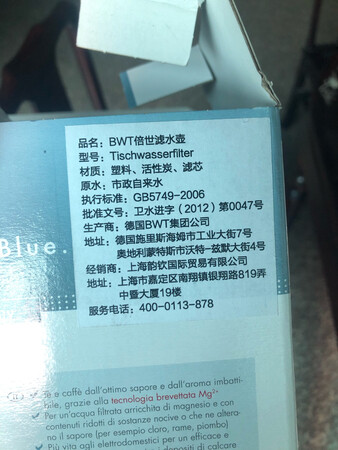 品名：BWT倍世滤水壶
型号：Tischwasserfilter
材质：塑料、活性炭、滤芯
原水：市政自来水
执行标准：GB5749-2006
批准文号：卫水进字（2012）第0047号
生产商：德国BWT集团公司
地址：德国施里斯海姆市工业大街7号
奥地利蒙特斯市沃特-兹默大街4号
经销商：上海韵钦国际贸易有限公司
地址：上海市嘉定区南翔镇银翔路819弄
中暨大厦19楼
服务电话：400-0113-878
Blue.
Tè e caffè dall'ottimo sapore e dall'aroma imbatti-
bile, grazie alla tecnologia brevettata Mg²⁺
Per un'acqua filtrata arricchita di magnesio e con
contenuti ridotti di sostanze nocive o che ne altera-
no il sapore (per esempio cloro, rame, piombo)
Più vita agli elettrodomestici per un efficace e
depositi di calcare